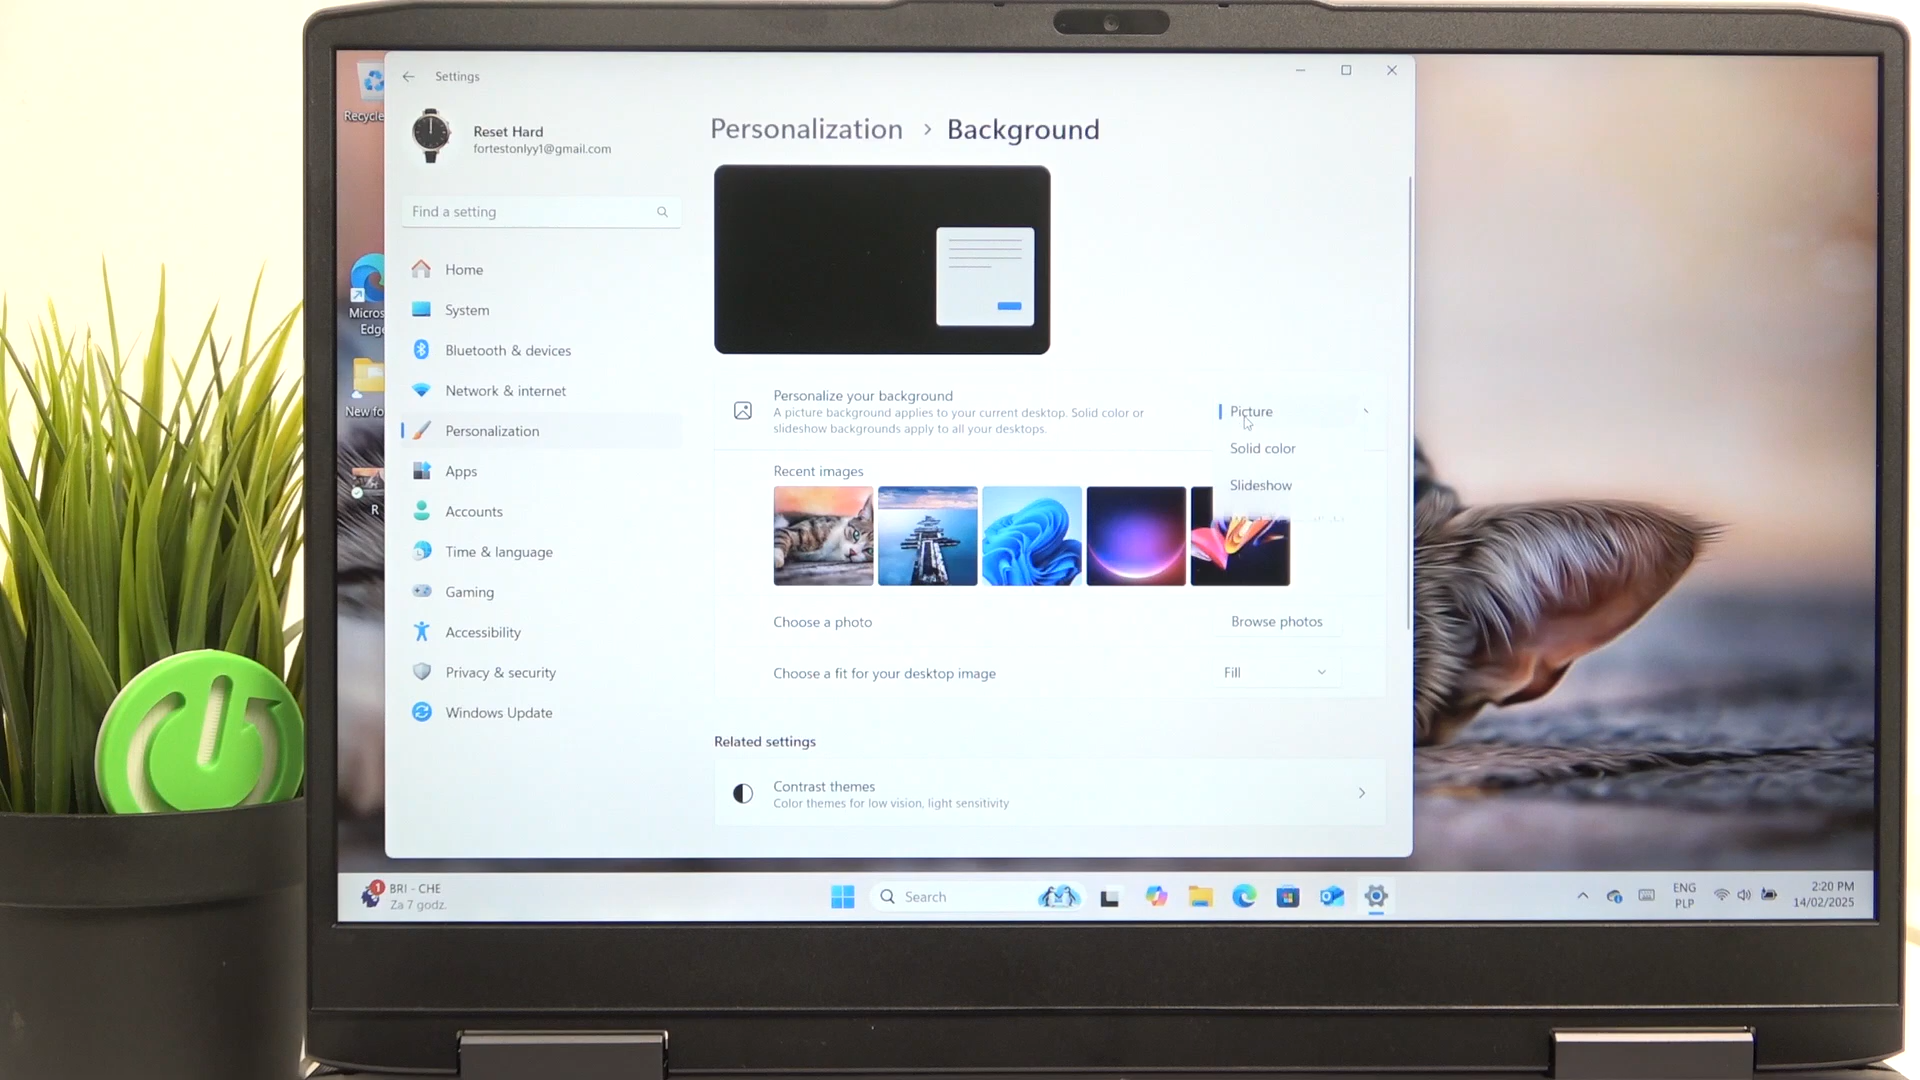 Settings
Reset Hard
fortestonlyy1@gmail.com
Find a setting
Home
System
Bluetooth & devices
Network & internet
Personalization
Apps
Accounts
Time & language
Gaming
Accessibility
Privacy & security
Windows Update
Personalization > Background
Personalize your background
A picture background applies to your current desktop. Solid color or
slideshow backgrounds apply to all your desktops.
Picture
Solid color
Slideshow
Recent images
Choose a photo
Browse photos
Choose a fit for your desktop image
Fill
Related settings
Contrast themes
Color themes for low vision, light sensitivity
Recycle
Micros
Edge
New fo
R
1
BRI - CHE
Za 7 godz.
Search
ENG
PLP
2:20 PM
14/02/2025